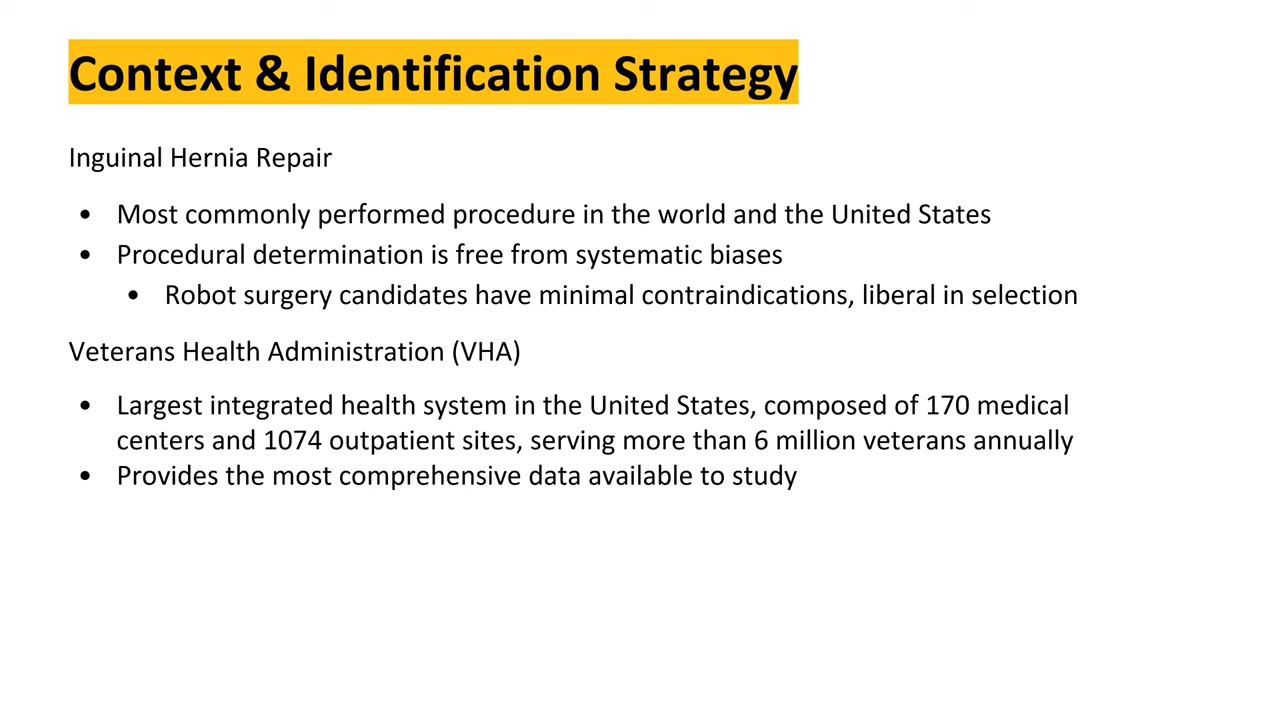 Context & Identification Strategy
Inguinal Hernia Repair
• Most commonly performed procedure in the world and the United States
• Procedural determination is free from systematic biases
• Robot surgery candidates have minimal contraindications, liberal in selection
Veterans Health Administration (VHA)
• Largest integrated health system in the United States, composed of 170 medical
centers and 1074 outpatient sites, serving more than 6 million veterans annually
• Provides the most comprehensive data available to study